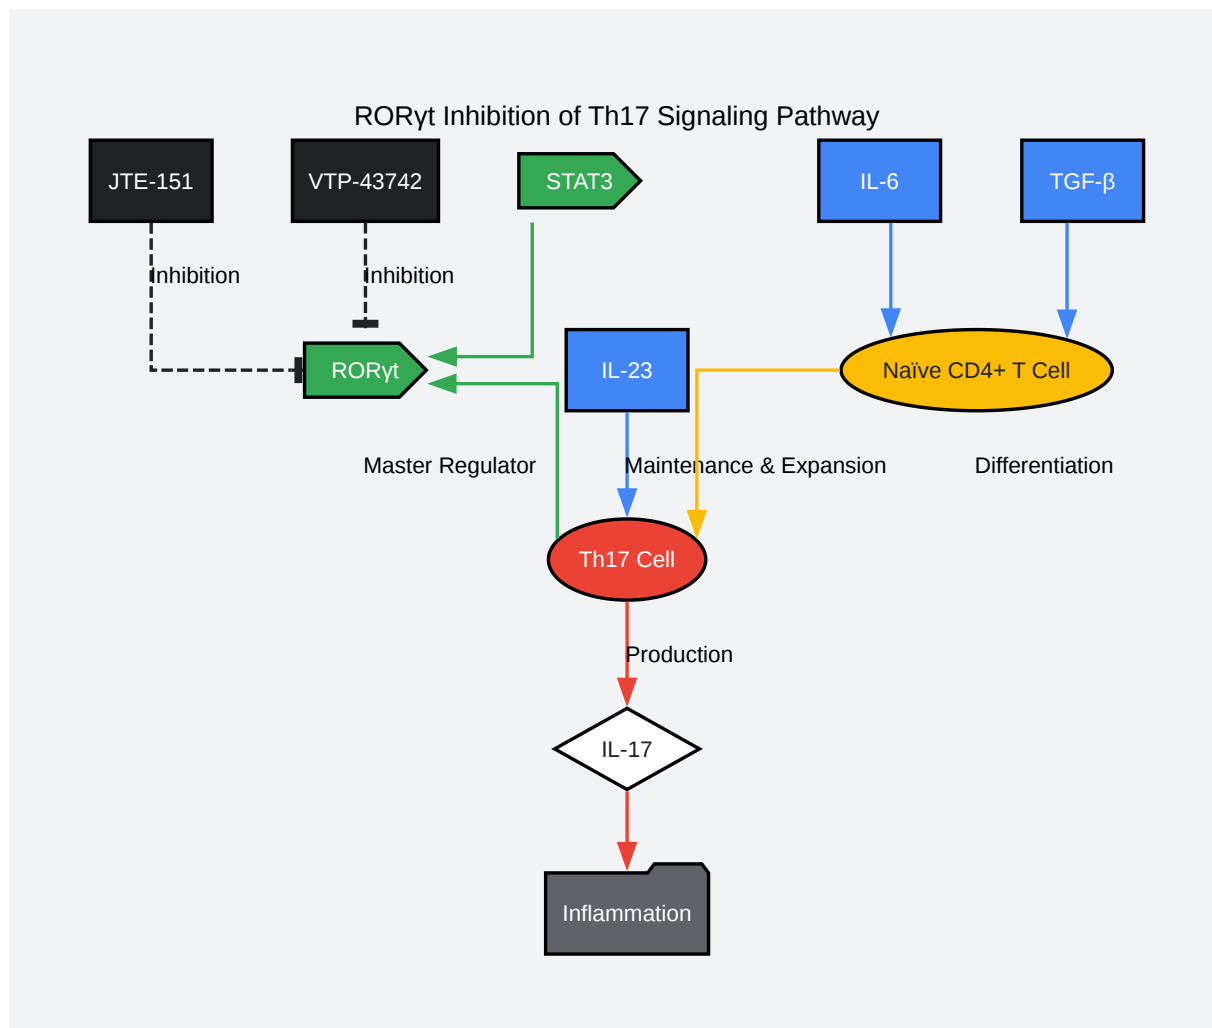 RORγt Inhibition of Th17 Signaling Pathway
JTE-151
VTP-43742
STAT3
IL-6
TGF-β
Inhibition
Inhibition
RORγt
IL-23
Naïve CD4+ T Cell
Master Regulator
Maintenance & Expansion
Differentiation
Th17 Cell
Production
IL-17
Inflammation